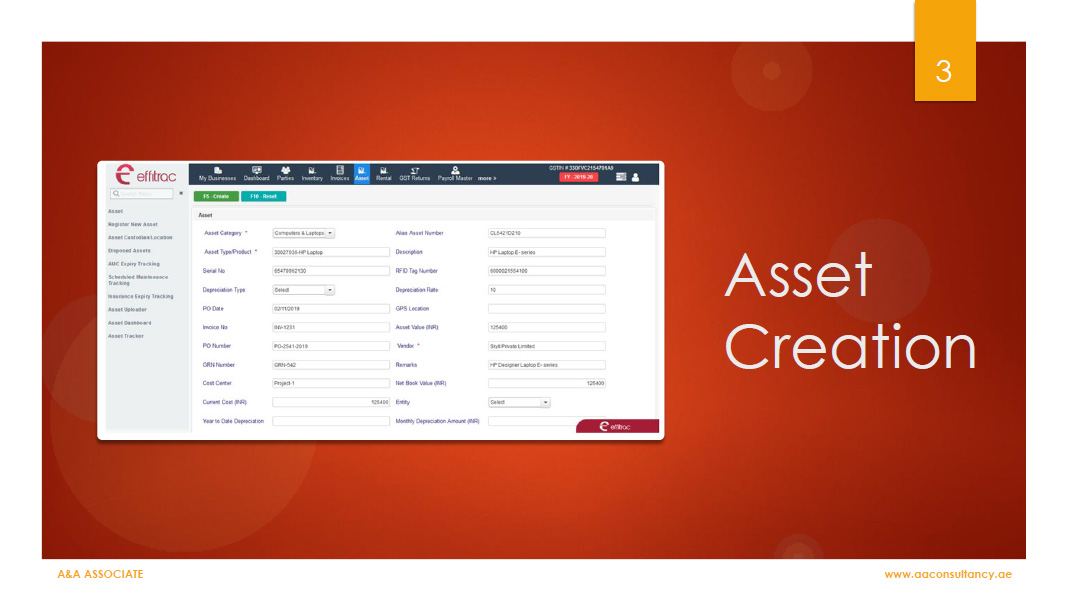 3
effitrac
My Businesses Dashboard Parties Inventory Invoices Asset Rental GST Returns Payroll Master more »
FY : 2019-20
F5 - Create F10 - Reset
Asset
Register New Asset
Asset Custodian/Location
Disposed Assets
AMC Expiry Tracking
Scheduled Maintenance
Tracking
Insurance Expiry Tracking
Asset Uploader
Asset Dashboard
Asset Tracker
Asset
Asset Category * Computers & Laptops Alias Asset Number CL5421D210
Asset Type/Product * HP Laptop Description HP Laptop E- series
Serial No RFID Tag Number
Depreciation Type Select Depreciation Rate 10
PO Date 02/11/2019 GPS Location
Invoice No INV-1231 Asset Value (INR) 125400
PO Number PO-2541-2019 Vendor * Styll Private Limited
GRN Number GRN-542 Remarks HP Designer Laptop E- series
Cost Center Project-1 Net Book Value (INR) 125400
Current Cost (INR) 125400 Entity Select
Year to Date Depreciation Monthly Depreciation Amount (INR)
effitrac
Asset
Creation
A&A ASSOCIATE
www.aaconsultancy.ae